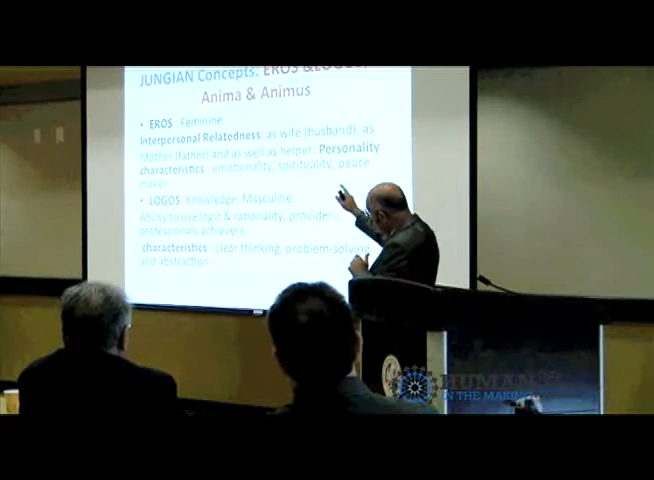 JUNGIAN Concepts: EROS & LOGOS,
Anima & Animus
• EROS : Feminine
Interpersonal Relatedness: as wife (husband), as
Mother (father) and as well as helper; Personality
characteristics : emotionality, spirituality, peace
maker
• LOGOS: Knowledge: Masculine
Ability to use logic & rationality, providers,
professionals achievers,
characteristics : clear thinking, problem-solving
and abstraction
HUMAN
IN THE MAKING